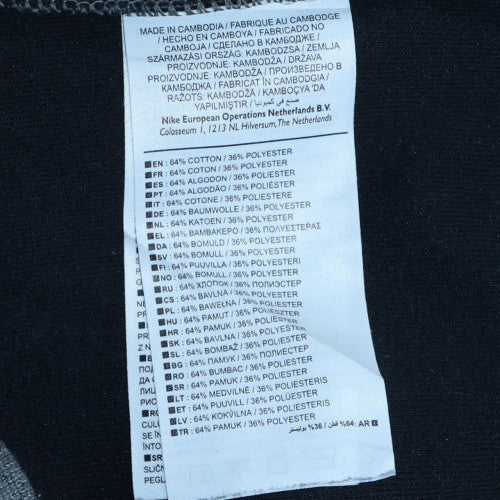 MADE IN CAMBODIA / FABRIQUE AU CAMBODGE
/ HECHO EN CAMBOYA / FABRICADO NO
CAMBOJA / СДЕЛАНО В КАМБОДЖЕ /
SZÁRMAZÁSI ORSZÁG: KAMBODZSA / ZEMLJA
PROIZVODNJE: KAMBODŽA / ДЪРЖАВА
PROIZVODNJE: KAMBODŽA / ПРОИЗВЕДЕНО В
КАМБОДЖА / FABRICAT ÎN CAMBODGIA /
RAŽOTS: KAMBODŽĀ / KAMBOÇYA 'DA
YAPILMIŞTIR / صنع في كمبوديا
Nike European Operations Netherlands B.V.
Colosseum 1, 1213 NL Hilversum, The Netherlands
EN : 64% COTTON / 36% POLYESTER
FR : 64% COTON / 36% POLYESTER
ES : 64% ALGODON / 36% POLIESTER
PT : 64% ALGODÃO / 36% POLIÉSTER
IT : 64% COTONE / 36% POLIESTERE
DE : 64% BAUMWOLLE / 36% POLYESTER
NL : 64% KATOEN / 36% POLYESTER
EL : 64% ΒΑΜΒΑΚΕΡΟ / 36% ΠΟΛΥΕΣΤΕΡΑΣ
DA : 64% BOMULD / 36% POLYESTER
SV : 64% BOMULL / 36% POLYESTER
FI : 64% PUUVILLA / 36% POLYESTERI
NO : 64% BOMULL / 36% POLYESTER
RU : 64% ХЛОПОК / 36% ПОЛИЭСТЕР
CS : 64% BAVLNA / 36% POLYESTER
PL : 64% BAWEŁNA / 36% POLIESTER
HU : 64% PAMUT / 36% POLIÉSZTER
HR : 64% PAMUK / 36% POLIESTER
SK : 64% BAVLNA / 36% POLYESTER
SL : 64% BOMBAŽ / 36% POLIESTER
BG : 64% ПАМУК / 36% ПОЛИЕСТЕР
RO : 64% BUMBAC / 36% POLIESTER
SR : 64% PAMUK / 36% POLIESTER
LT : 64% MEDVILNĖ / 36% POLIESTERIS
ET : 64% PUUVILL / 36% POLÜESTER
LV : 64% KOKVILNA / 36% POLIESTERS
TR : 64% PAMUK / 36% POLYESTER
AR : 64% قطن / 36% بوليستر